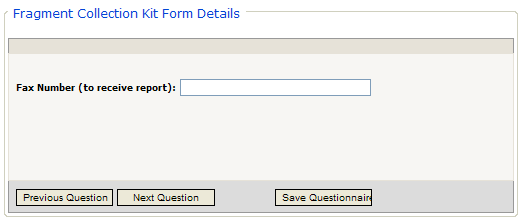 Fragment Collection Kit Form Details
Fax Number (to receive report):
Previous Question Next Question Save Questionnaire